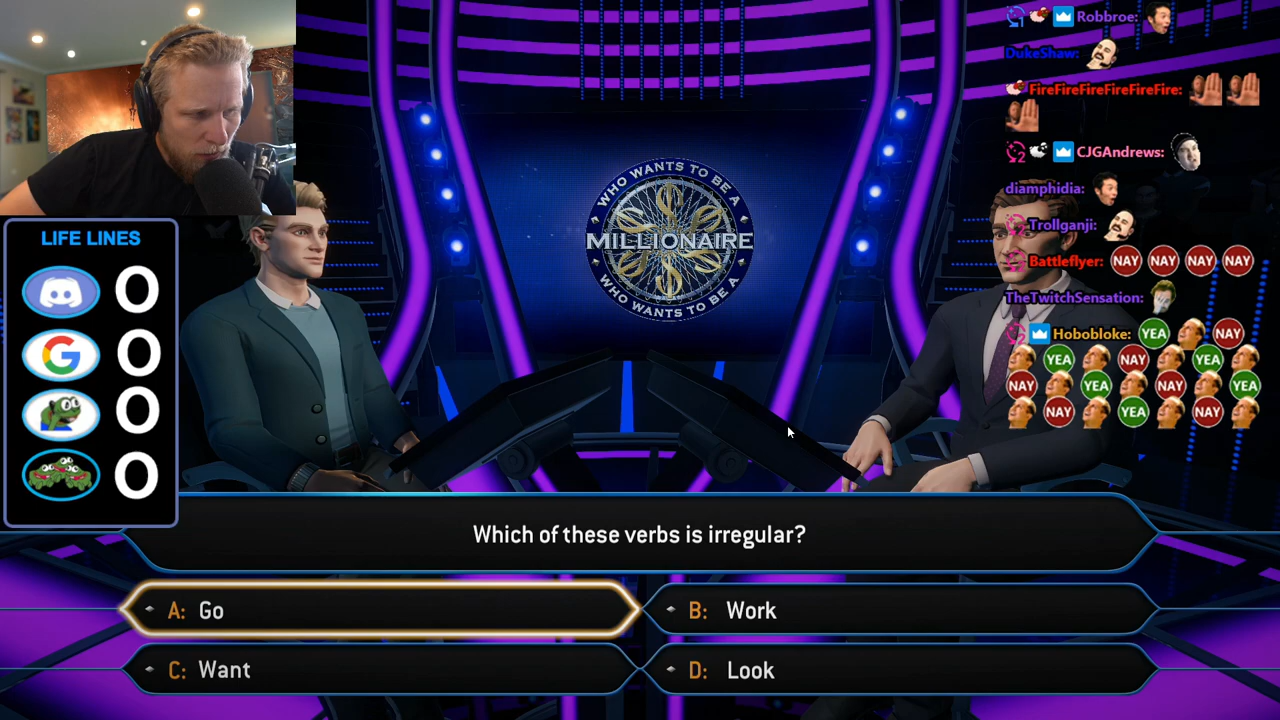 LIFE LINES
0
0
0
0
WHO WANTS TO BE A
MILLIONAIRE
WHO WANTS TO BE A
Robbroe:
DukeShaw:
FireFireFireFireFireFire:
CJGAndrews:
diamphidia:
Trollganji:
Battleflyer: NAY NAY NAY NAY
TheTwitchSensation:
Hobobloke: YEA NAY
YEA NAY YEA
NAY YEA NAY YEA
NAY YEA NAY
Which of these verbs is irregular?
A: Go
B: Work
C: Want
D: Look